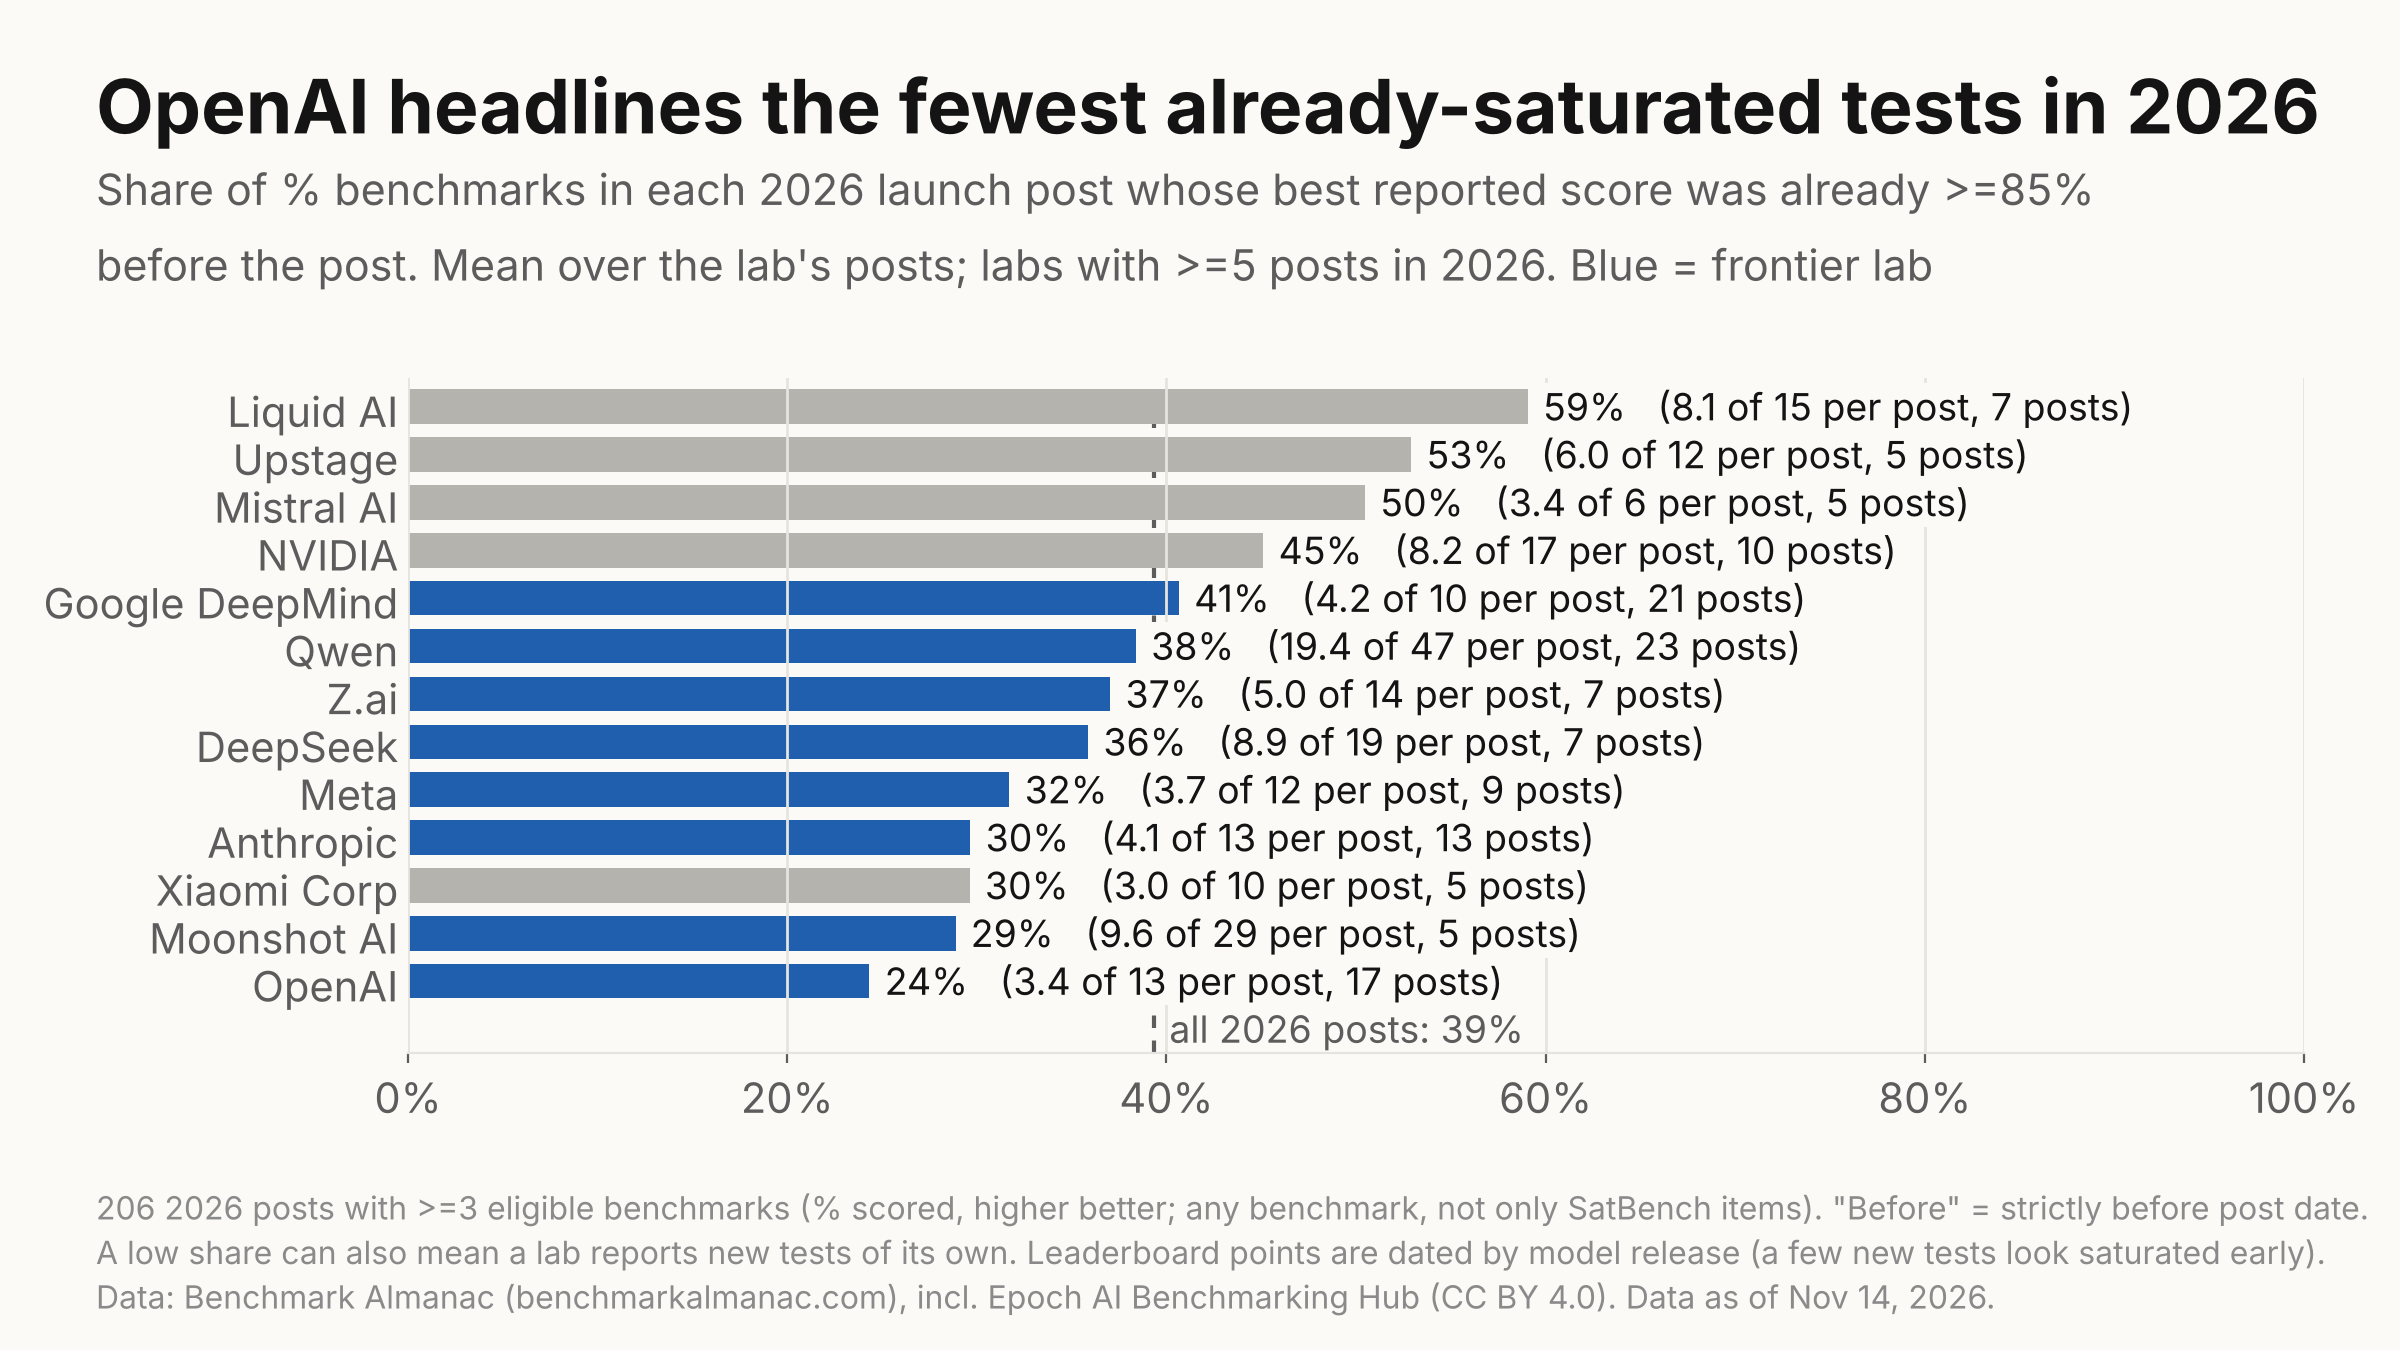 OpenAI headlines the fewest already-saturated tests in 2026
Share of % benchmarks in each 2026 launch post whose best reported score was already >=85%
before the post. Mean over the lab's posts; labs with >=5 posts in 2026. Blue = frontier lab
Liquid AI 59% (8.1 of 15 per post, 7 posts)
Upstage 53% (6.0 of 12 per post, 5 posts)
Mistral AI 50% (3.4 of 6 per post, 5 posts)
NVIDIA 45% (8.2 of 17 per post, 10 posts)
Google DeepMind 41% (4.2 of 10 per post, 21 posts)
Qwen 38% (19.4 of 47 per post, 23 posts)
Z.ai 37% (5.0 of 14 per post, 7 posts)
DeepSeek 36% (8.9 of 19 per post, 7 posts)
Meta 32% (3.7 of 12 per post, 9 posts)
Anthropic 30% (4.1 of 13 per post, 13 posts)
Xiaomi Corp 30% (3.0 of 10 per post, 5 posts)
Moonshot AI 29% (9.6 of 29 per post, 5 posts)
OpenAI 24% (3.4 of 13 per post, 17 posts)
all 2026 posts: 39%
0% 20% 40% 60% 80% 100%
206 2026 posts with >=3 eligible benchmarks (% scored, higher better; any benchmark, not only SatBench items). "Before" = strictly before post date.
A low share can also mean a lab reports new tests of its own. Leaderboard points are dated by model release (a few new tests look saturated early).
Data: Benchmark Almanac (benchmarkalmanac.com), incl. Epoch AI Benchmarking Hub (CC BY 4.0). Data as of Nov 14, 2026.